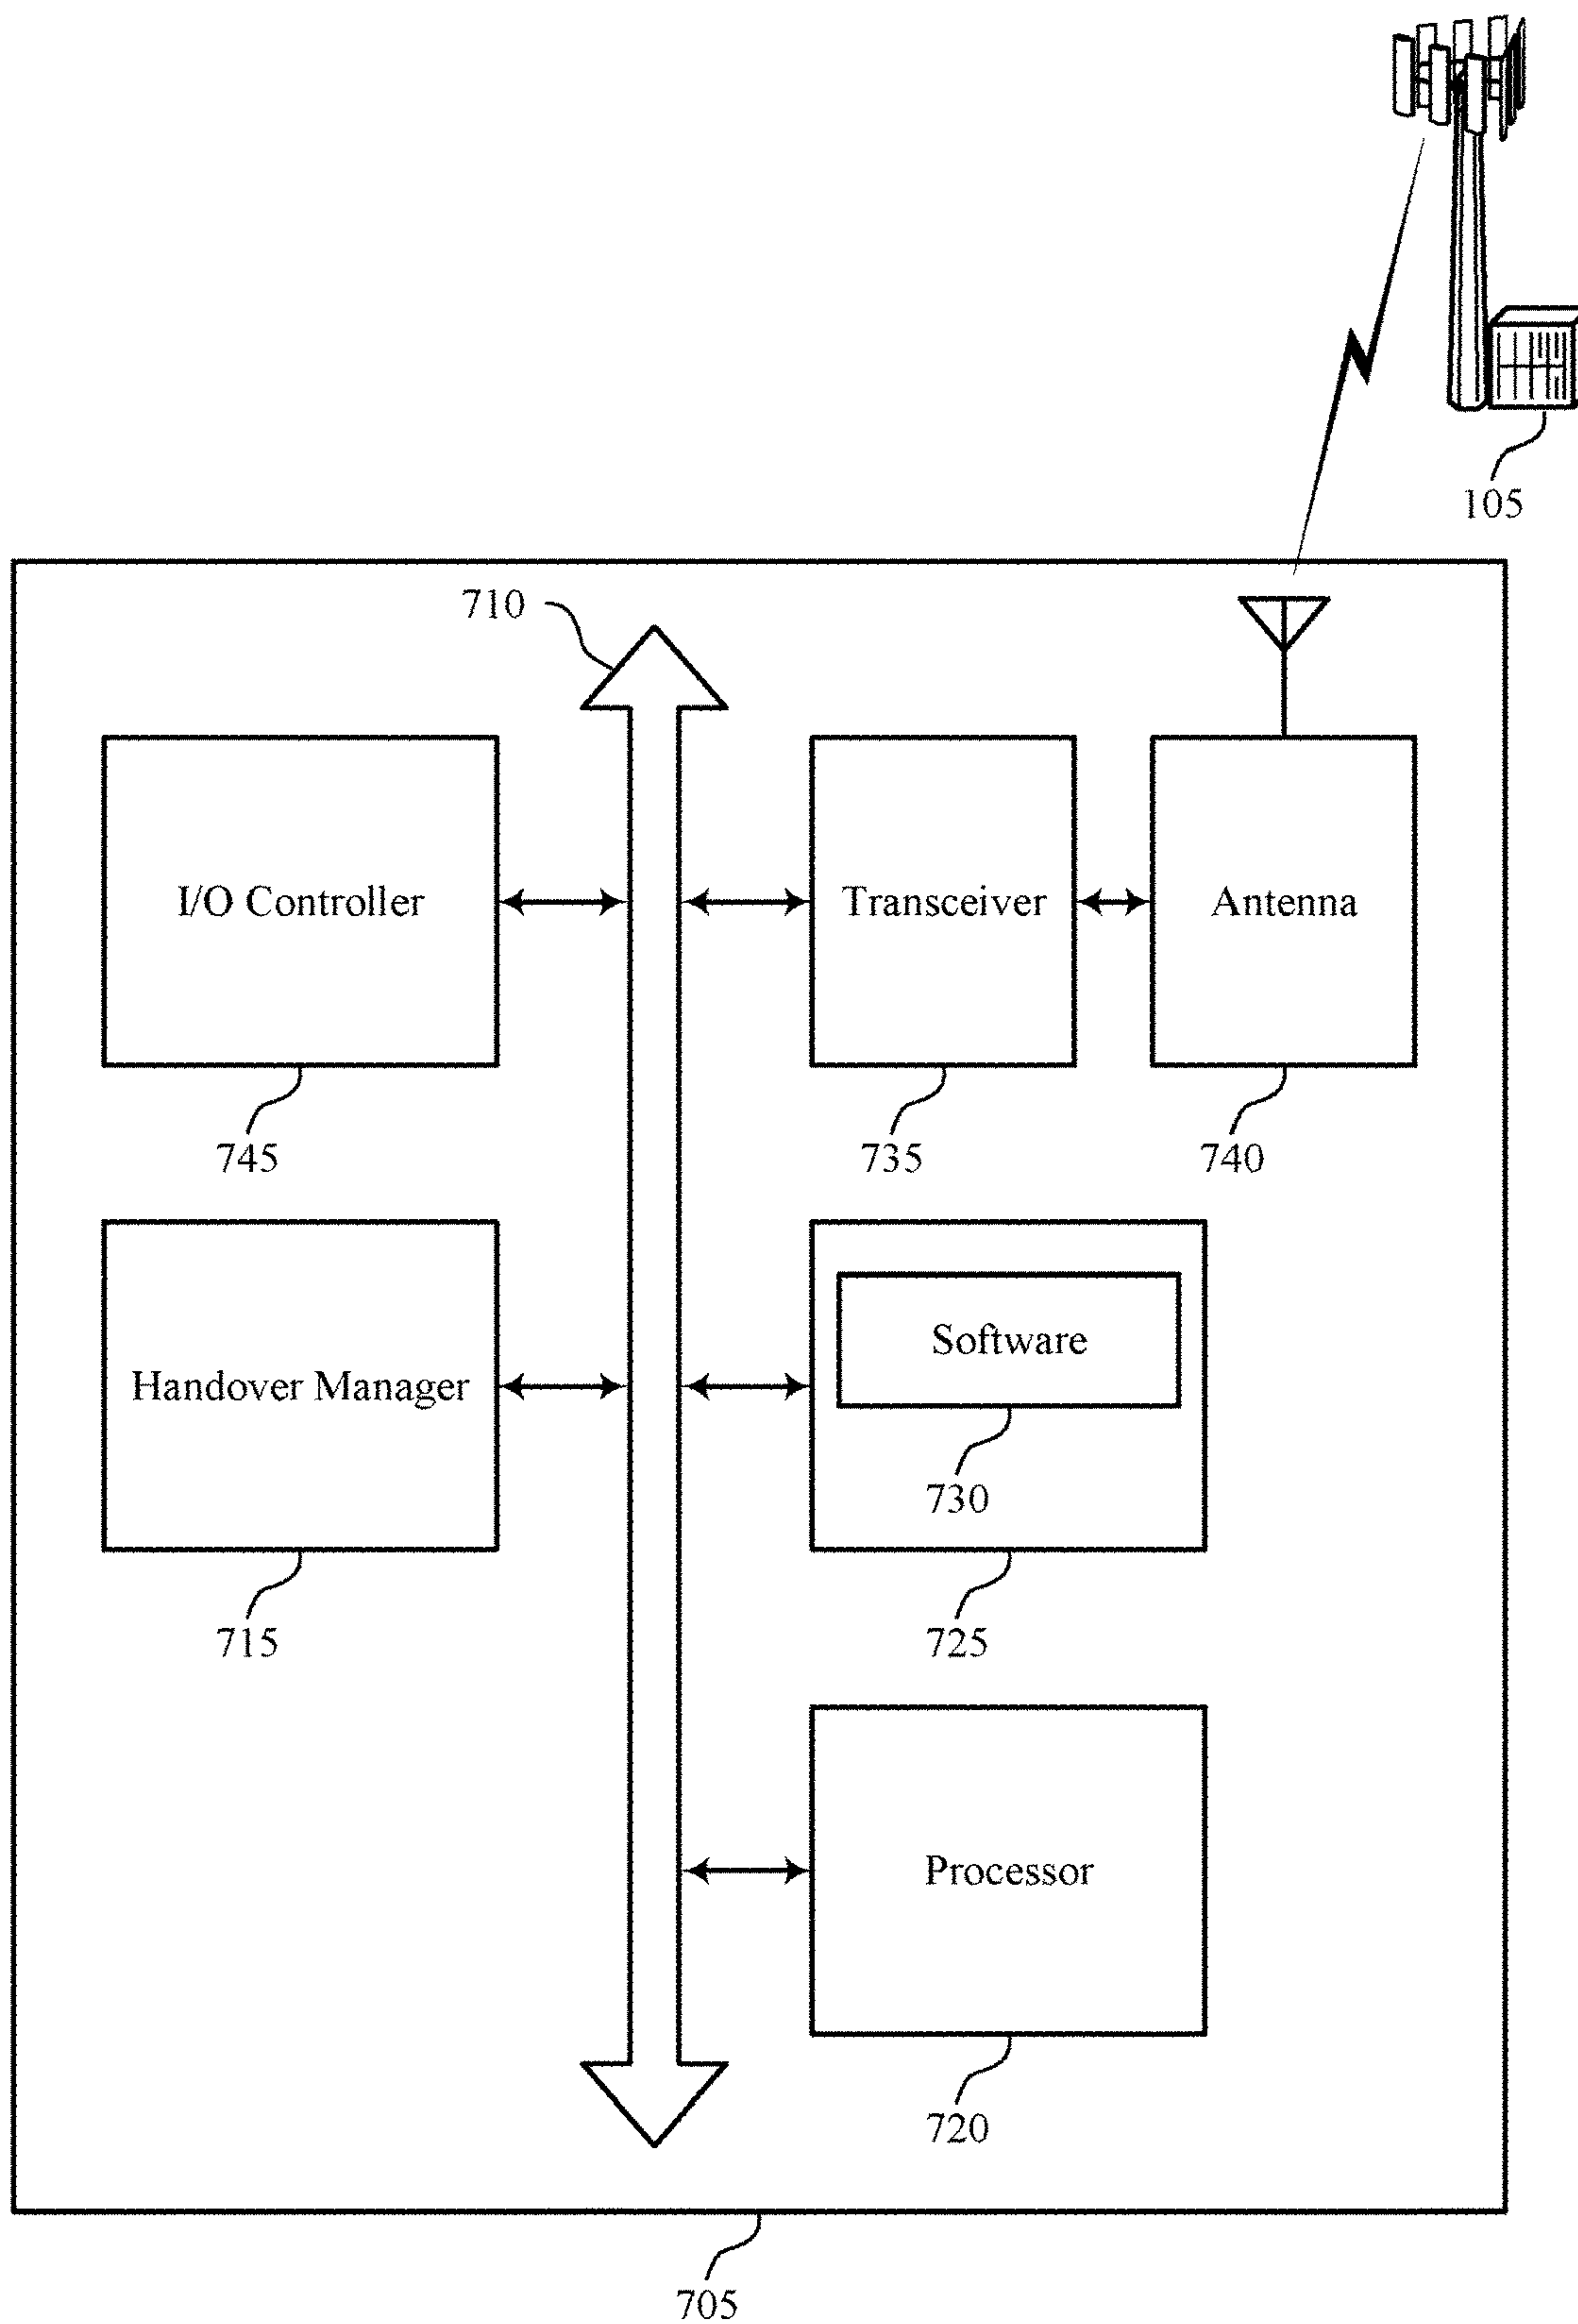 105
710
I/O Controller
Transceiver
Antenna
745
735
740
Handover Manager
Software
730
715
725
Processor
720
705